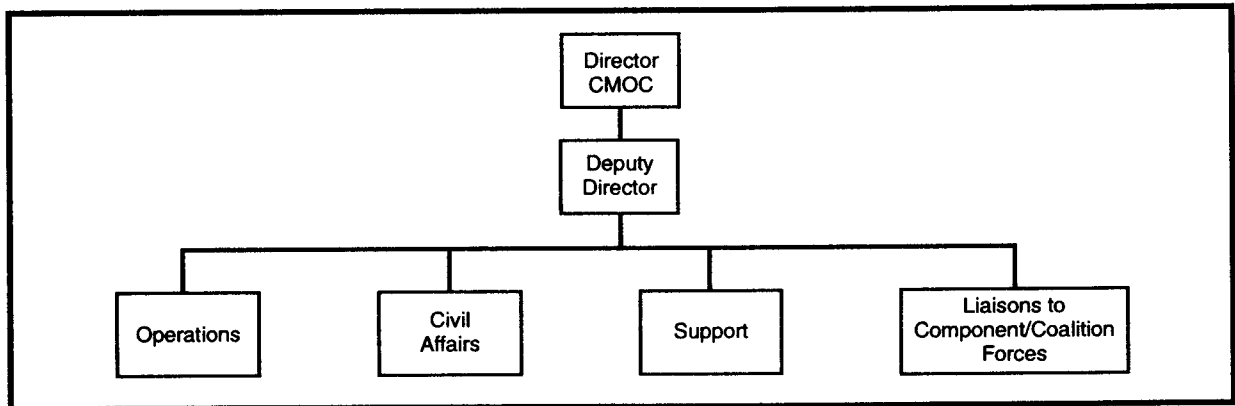 Director
CMOC
Deputy
Director
Operations
Civil
Affairs
Support
Liaisons to
Component/Coalition
Forces